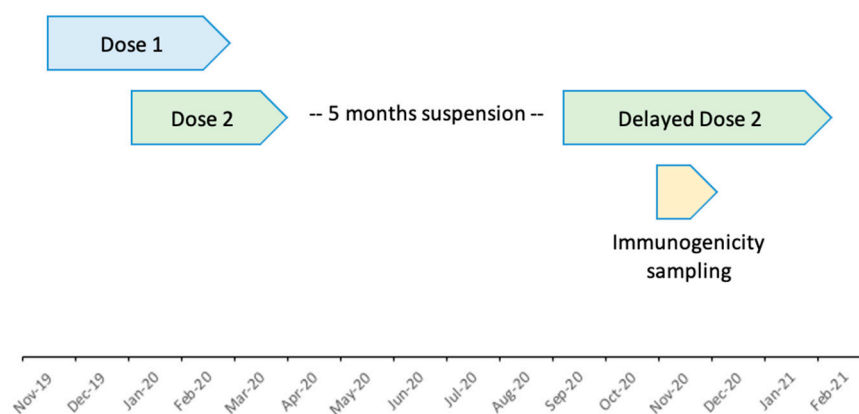 Dose 1
Dose 2
-- 5 months suspension --
Delayed Dose 2
Immunogenicity
sampling
Nov-19
Dec-19
Jan-20
Feb-20
Mar-20
Apr-20
May-20
Jun-20
Jul-20
Aug-20
Sep-20
Oct-20
Nov-20
Dec-20
Jan-21
Feb-21